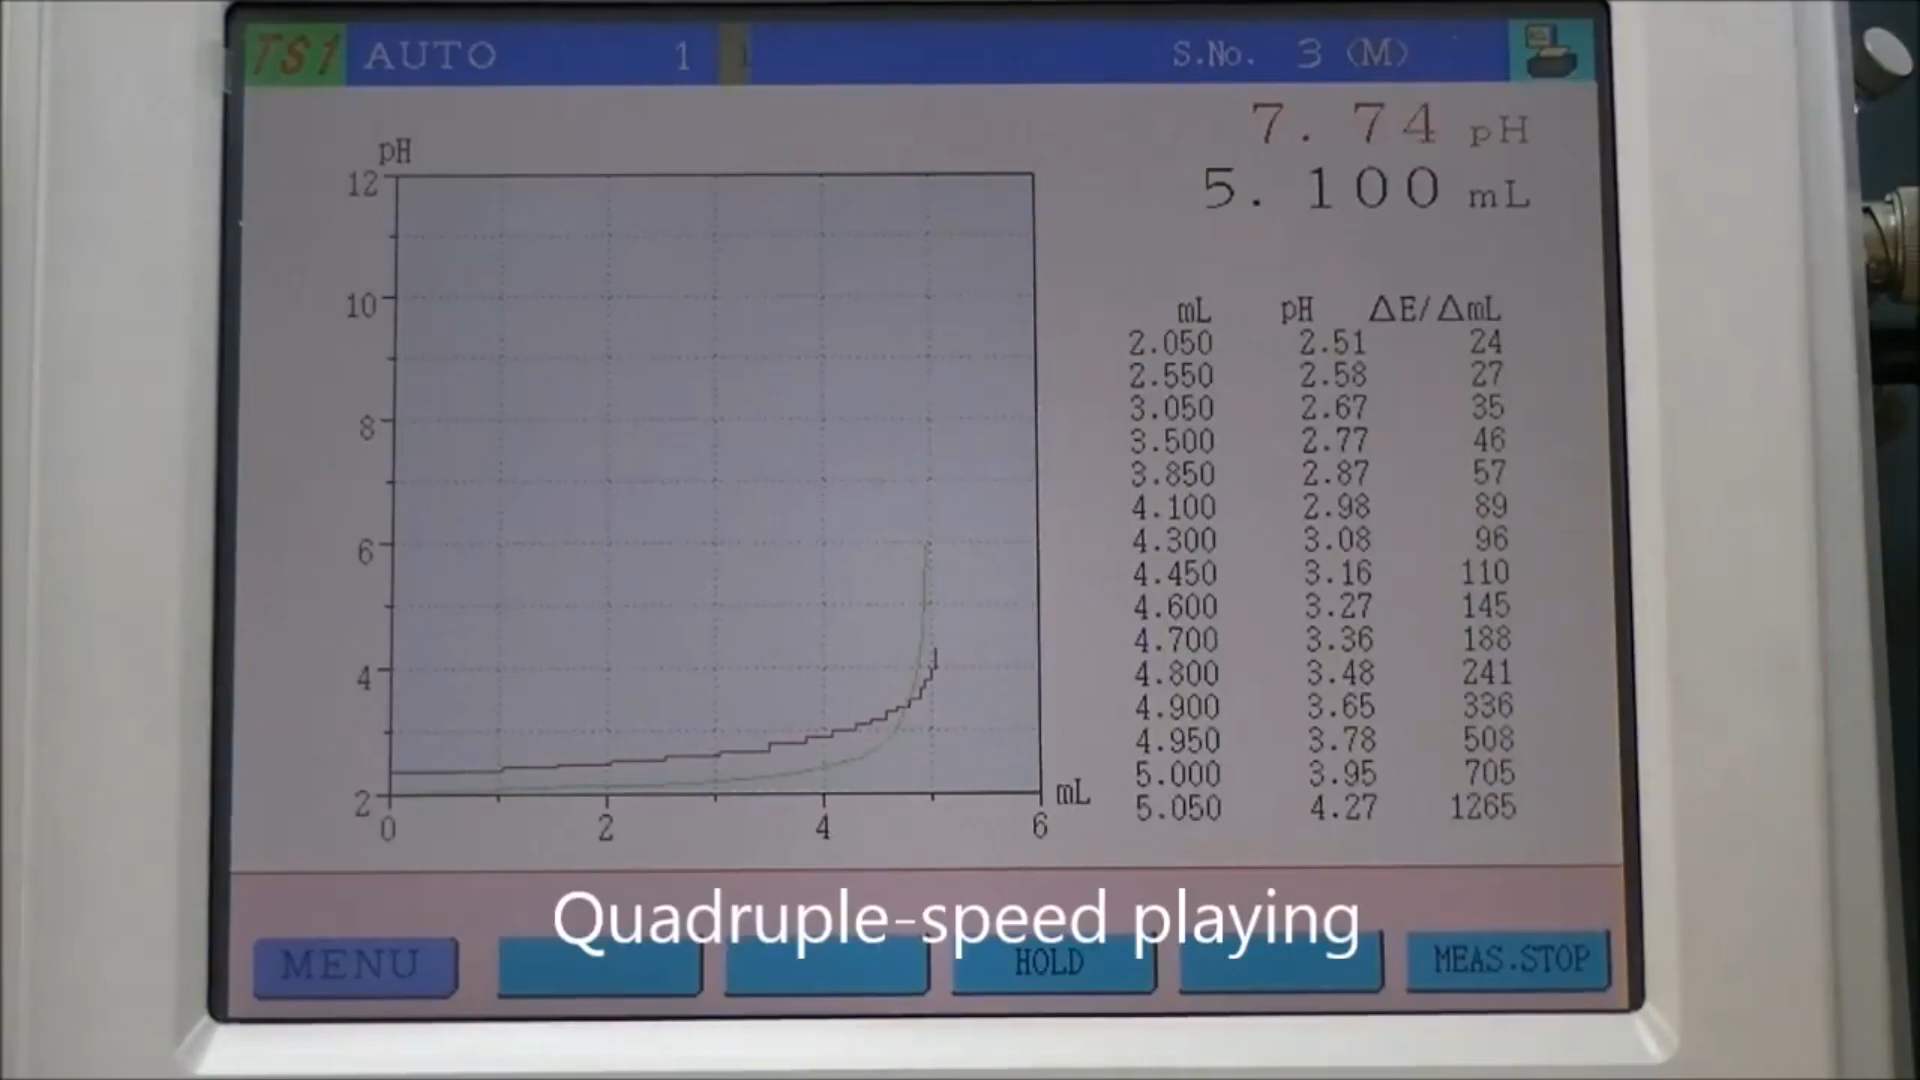 TS1 AUTO 1 S.No. 3 (M)
7.74 pH
5.100 mL
pH
12
10
8
6
4
2
0 2 4 6 mL
mL pH ΔE/ΔmL
2.050 2.51 24
2.550 2.58 27
3.050 2.67 35
3.500 2.77 46
3.850 2.87 57
4.100 2.98 89
4.300 3.08 96
4.450 3.16 110
4.600 3.27 145
4.700 3.36 188
4.800 3.48 241
4.900 3.65 336
4.950 3.78 508
5.000 3.95 705
5.050 4.27 1265
Quadruple-speed playing
MENU HOLD MEAS.STOP